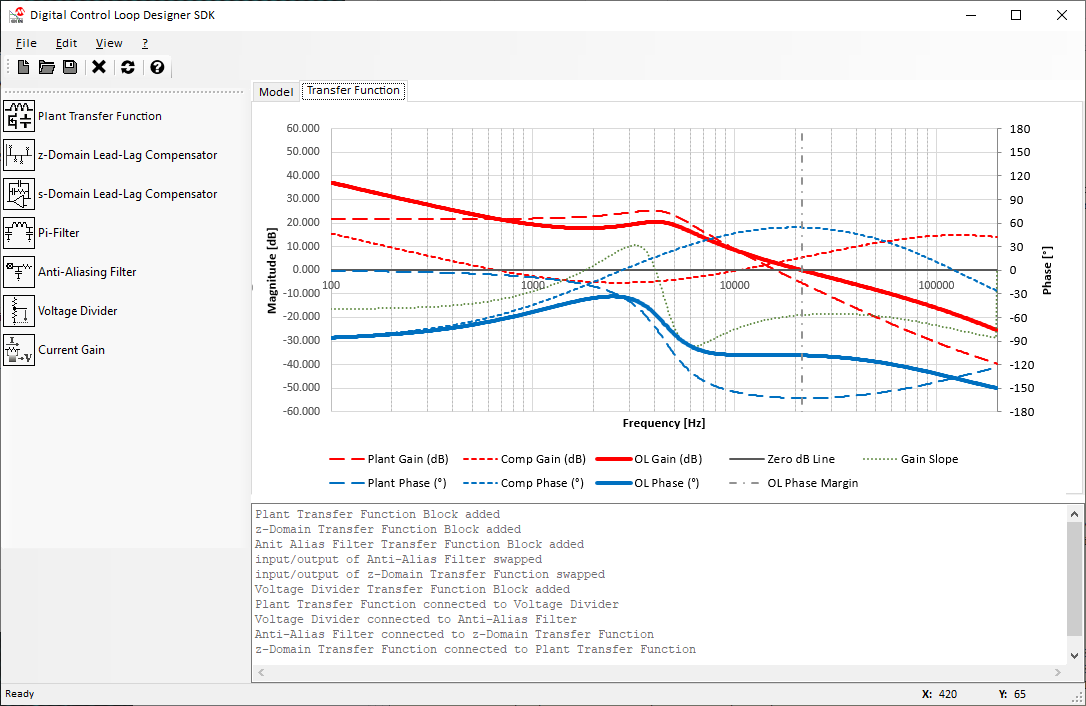 Digital Control Loop Designer SDK
File Edit View ?
Model Transfer Function
Plant Transfer Function
z-Domain Lead-Lag Compensator
s-Domain Lead-Lag Compensator
Pi-Filter
Anti-Aliasing Filter
Voltage Divider
Current Gain
Magnitude [dB]
60.000
50.000
40.000
30.000
20.000
10.000
0.000
-10.000
-20.000
-30.000
-40.000
-50.000
-60.000
100 1000 10000 100000
180
150
120
90
60
30
0
-30
-60
-90
-120
-150
-180
Phase [°]
Frequency [Hz]
Plant Gain (dB) Comp Gain (dB) OL Gain (dB) Zero dB Line Gain Slope
Plant Phase (°) Comp Phase (°) OL Phase (°) OL Phase Margin
Plant Transfer Function Block added
z-Domain Transfer Function Block added
Anit Alias Filter Transfer Function Block added
input/output of Anti-Alias Filter swapped
input/output of z-Domain Transfer Function swapped
Voltage Divider Transfer Function Block added
Plant Transfer Function connected to Voltage Divider
Voltage Divider connected to Anti-Alias Filter
Anti-Alias Filter connected to z-Domain Transfer Function
z-Domain Transfer Function connected to Plant Transfer Function
Ready X: 420 Y: 65